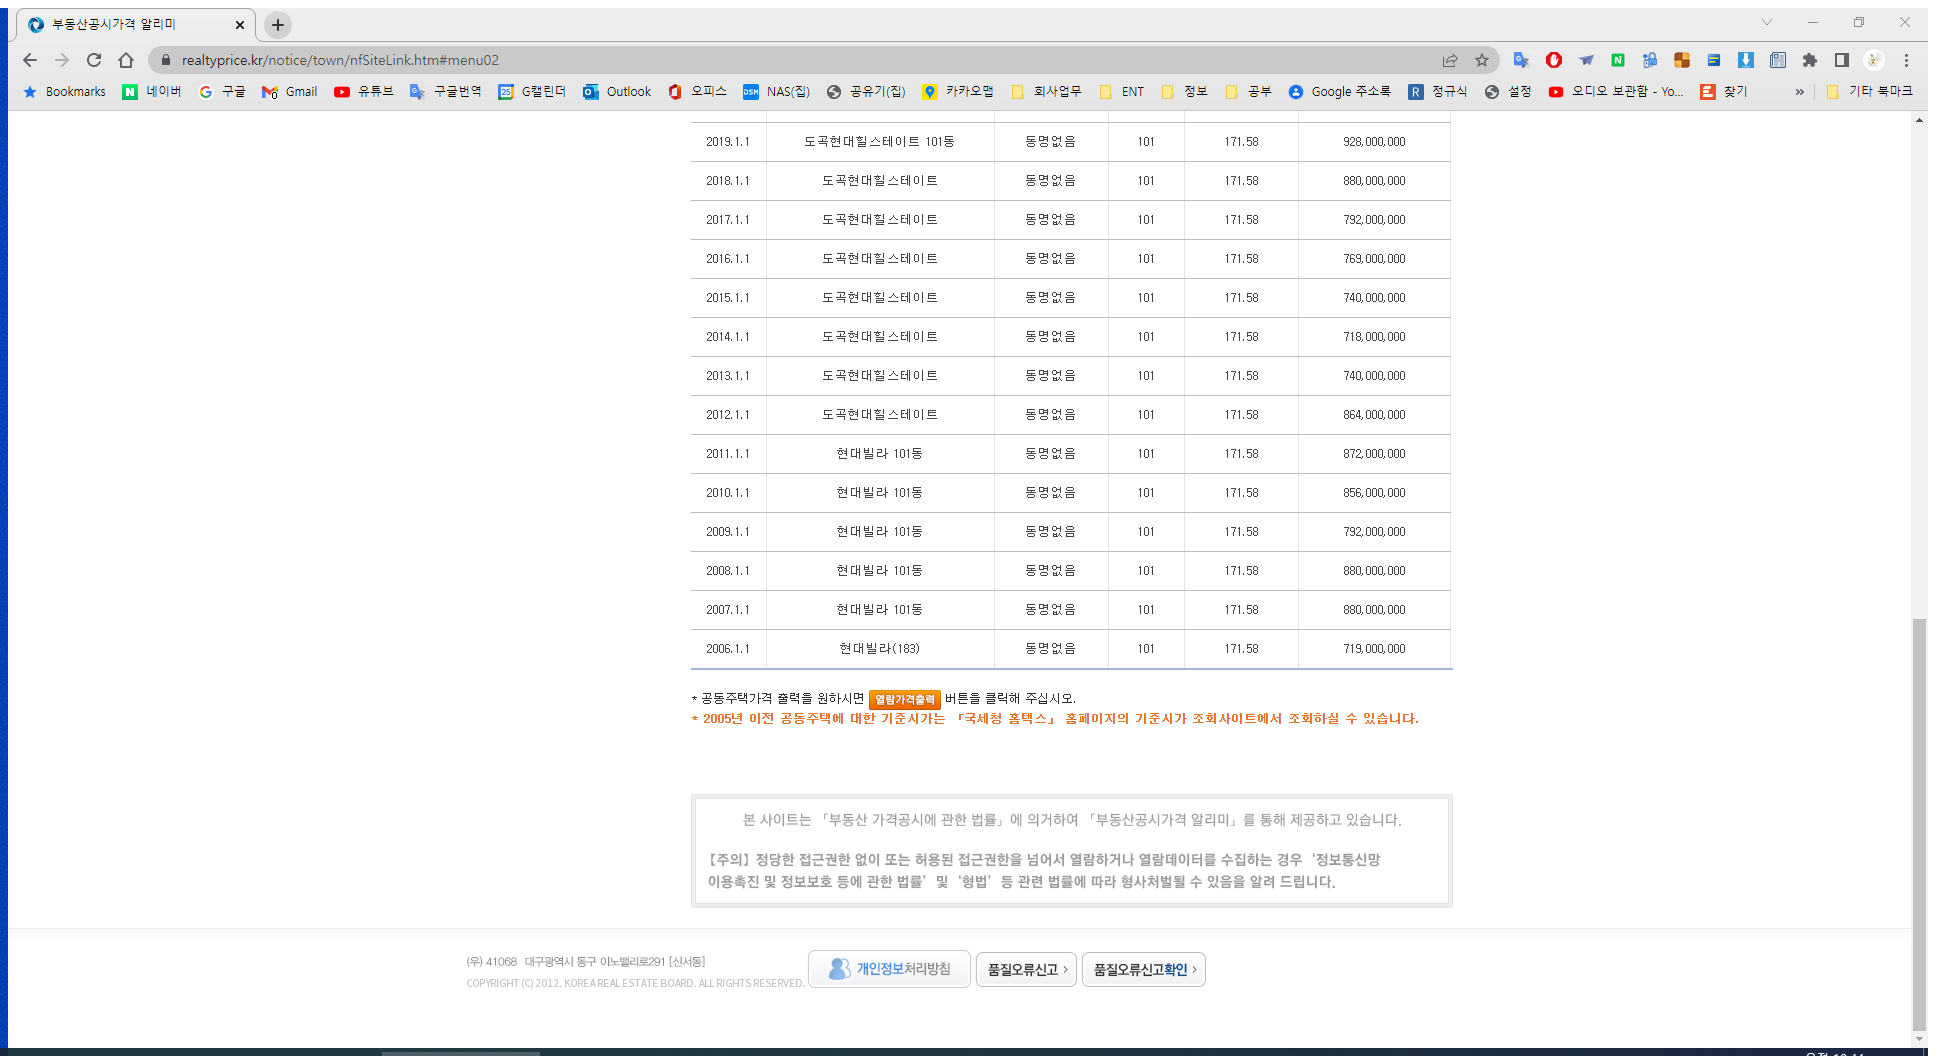 부동산공시가격 알리미
realtyprice.kr/notice/town/nfSiteLink.htm#menu02
Bookmarks 네이버 구글 Gmail 유튜브 구글번역 G캘린더 Outlook 오피스 NAS(집) 공유기(집) 카카오맵 회사업무 ENT 정보 공부 Google 주소록 정규식 설정 오디오 보관함 - Yo... 찾기 » 기타 북마크
2019.1.1 도곡현대힐스테이트 101동 동명없음 101 171.58 928,000,000
2018.1.1 도곡현대힐스테이트 동명없음 101 171.58 880,000,000
2017.1.1 도곡현대힐스테이트 동명없음 101 171.58 792,000,000
2016.1.1 도곡현대힐스테이트 동명없음 101 171.58 769,000,000
2015.1.1 도곡현대힐스테이트 동명없음 101 171.58 740,000,000
2014.1.1 도곡현대힐스테이트 동명없음 101 171.58 718,000,000
2013.1.1 도곡현대힐스테이트 동명없음 101 171.58 740,000,000
2012.1.1 도곡현대힐스테이트 동명없음 101 171.58 864,000,000
2011.1.1 현대빌라 101동 동명없음 101 171.58 872,000,000
2010.1.1 현대빌라 101동 동명없음 101 171.58 856,000,000
2009.1.1 현대빌라 101동 동명없음 101 171.58 792,000,000
2008.1.1 현대빌라 101동 동명없음 101 171.58 880,000,000
2007.1.1 현대빌라 101동 동명없음 101 171.58 880,000,000
2006.1.1 현대빌라(183) 동명없음 101 171.58 719,000,000
* 공동주택가격 출력을 원하시면 열람가격출력 버튼을 클릭해 주십시오.
* 2005년 이전 공동주택에 대한 기준시가는 「국세청 홈택스」 홈페이지의 기준시가 조회사이트에서 조회하실 수 있습니다.
본 사이트는 「부동산 가격공시에 관한 법률」에 의거하여 「부동산공시가격 알리미」를 통해 제공하고 있습니다.
【주의】정당한 접근권한 없이 또는 허용된 접근권한을 넘어서 열람하거나 열람데이터를 수집하는 경우 ‘정보통신망
이용촉진 및 정보보호 등에 관한 법률’ 및 ‘형법’ 등 관련 법률에 따라 형사처벌될 수 있음을 알려 드립니다.
(우) 41068 대구광역시 동구 이노밸리로291 [신서동]
COPYRIGHT (C) 2012. KOREA REAL ESTATE BOARD. ALL RIGHTS RESERVED.
개인정보처리방침 품질오류신고 > 품질오류신고확인 >